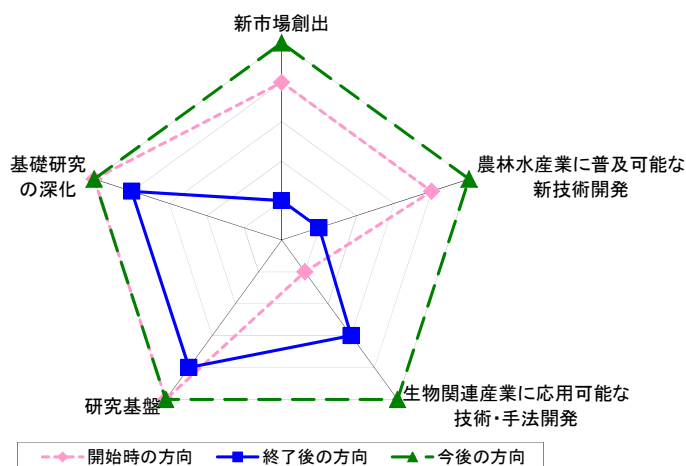 新市場創出
基礎研究
の深化
農林水産業に普及可能な
新技術開発
研究基盤
生物関連産業に応用可能な
技術・手法開発
開始時の方向 終了後の方向 今後の方向